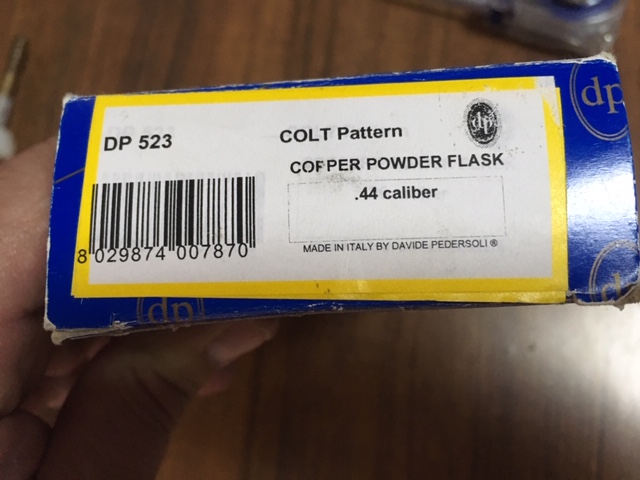 DP 523
COLT Pattern
dp
COPPER POWDER FLASK
.44 caliber
8 029874 007870
MADE IN ITALY BY DAVIDE PEDERSOLI ®
dp
dp